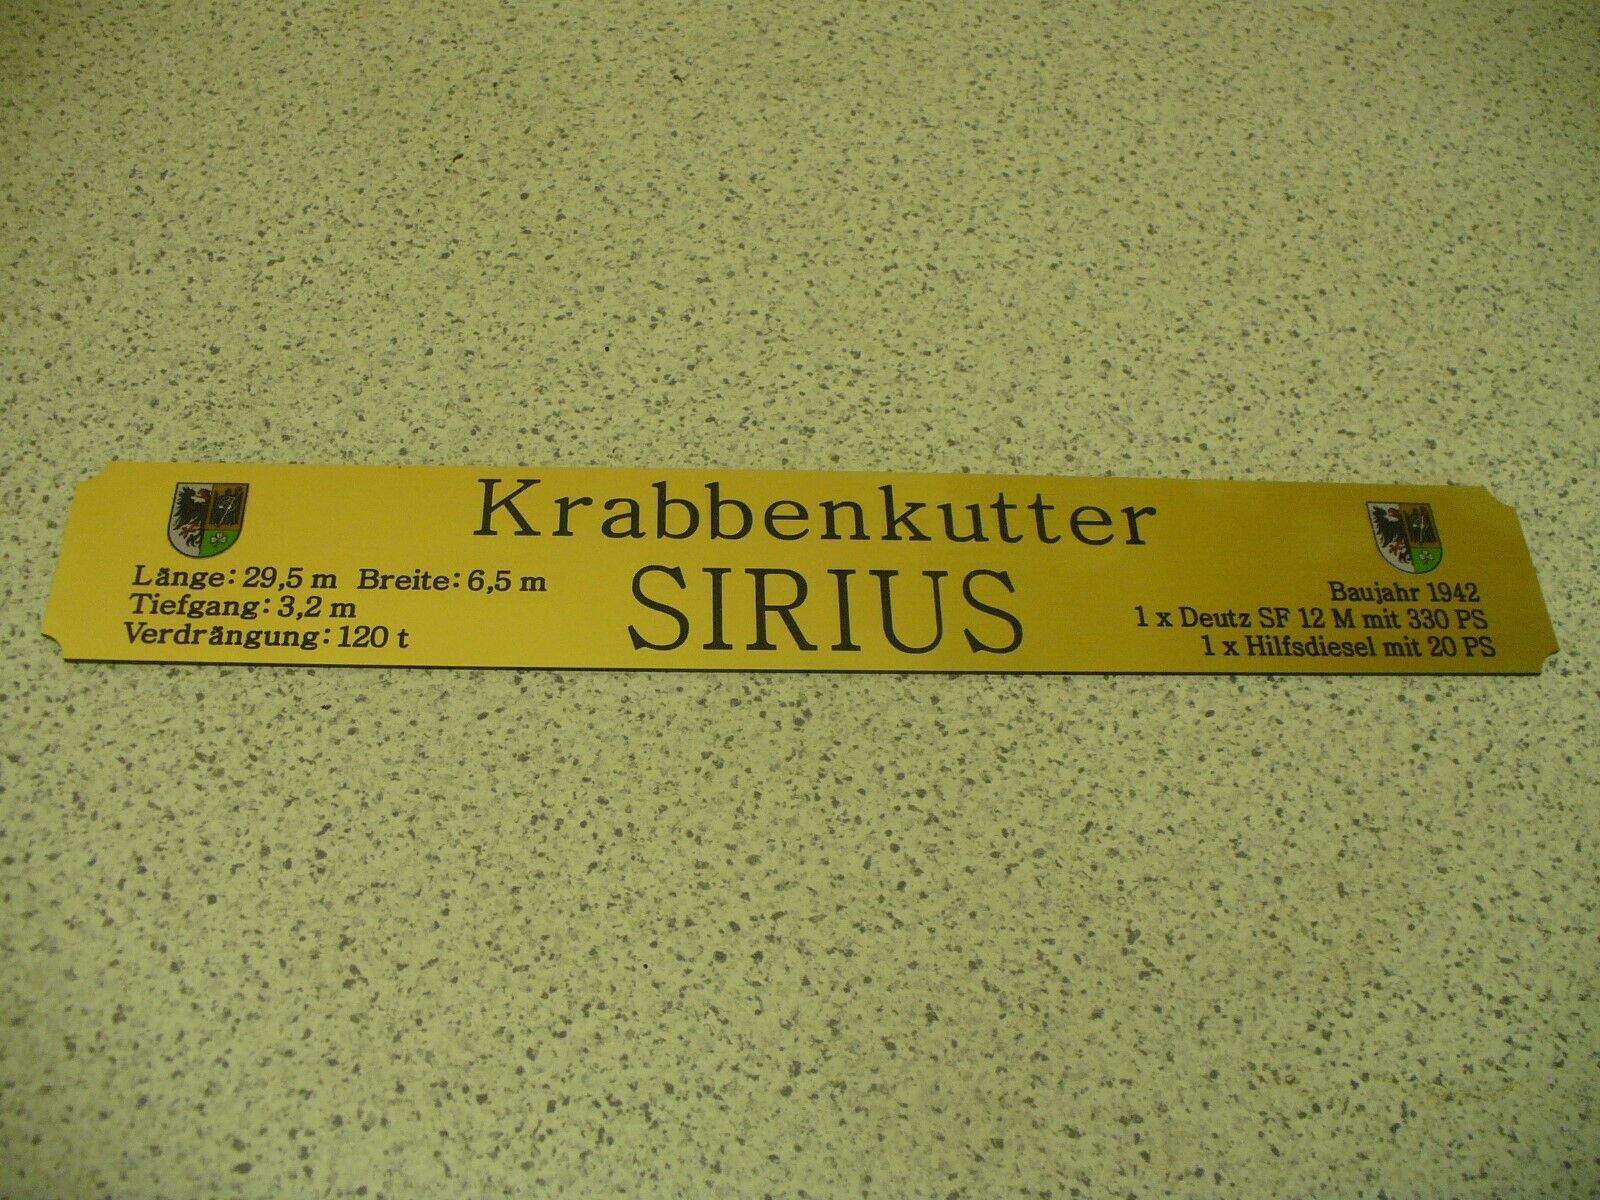 Krabbenkutter
SIRIUS
Länge: 29,5 m Breite: 6,5 m
Tiefgang: 3,2 m
Verdrängung: 120 t
Baujahr 1942
1 x Deutz SF 12 M mit 330 PS
1 x Hilfsdiesel mit 20 PS